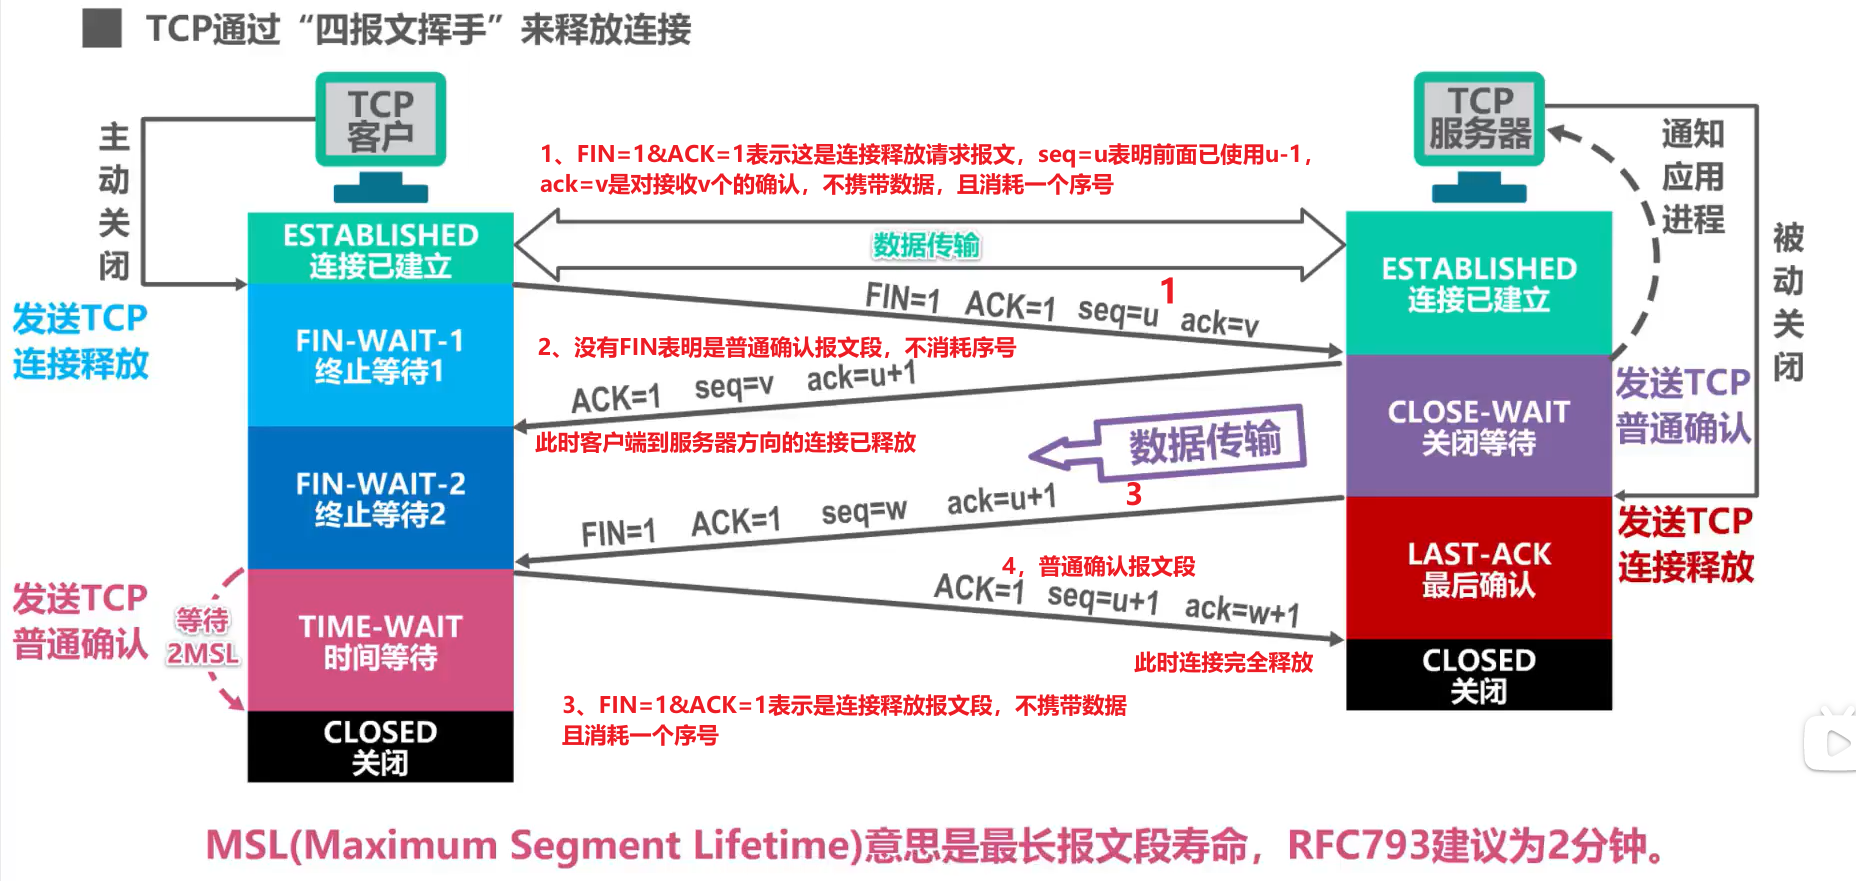 TCP通过“四报文挥手”来释放连接
TCP
客户
TCP
服务器
主动关闭
通知
应用
进程
被动关闭
1、FIN=1&ACK=1表示这是连接释放请求报文，seq=u表明前面已使用u-1，
ack=v是对接收v个的确认，不携带数据，且消耗一个序号
ESTABLISHED
连接已建立
数据传输
ESTABLISHED
连接已建立
FIN=1 ACK=1 seq=u ack=v
1
发送TCP
连接释放
FIN-WAIT-1
终止等待1
2、没有FIN表明是普通确认报文段，不消耗序号
ACK=1 seq=v ack=u+1
发送TCP
普通确认
CLOSE-WAIT
关闭等待
此时客户端到服务器方向的连接已释放
数据传输
FIN-WAIT-2
终止等待2
3
FIN=1 ACK=1 seq=w ack=u+1
发送TCP
连接释放
LAST-ACK
最后确认
4，普通确认报文段
ACK=1 seq=u+1 ack=w+1
发送TCP
普通确认
等待
2MSL
TIME-WAIT
时间等待
此时连接完全释放
CLOSED
关闭
3、FIN=1&ACK=1表示是连接释放报文段，不携带数据
且消耗一个序号
CLOSED
关闭
MSL(Maximum Segment Lifetime)意思是最长报文段寿命，RFC793建议为2分钟。